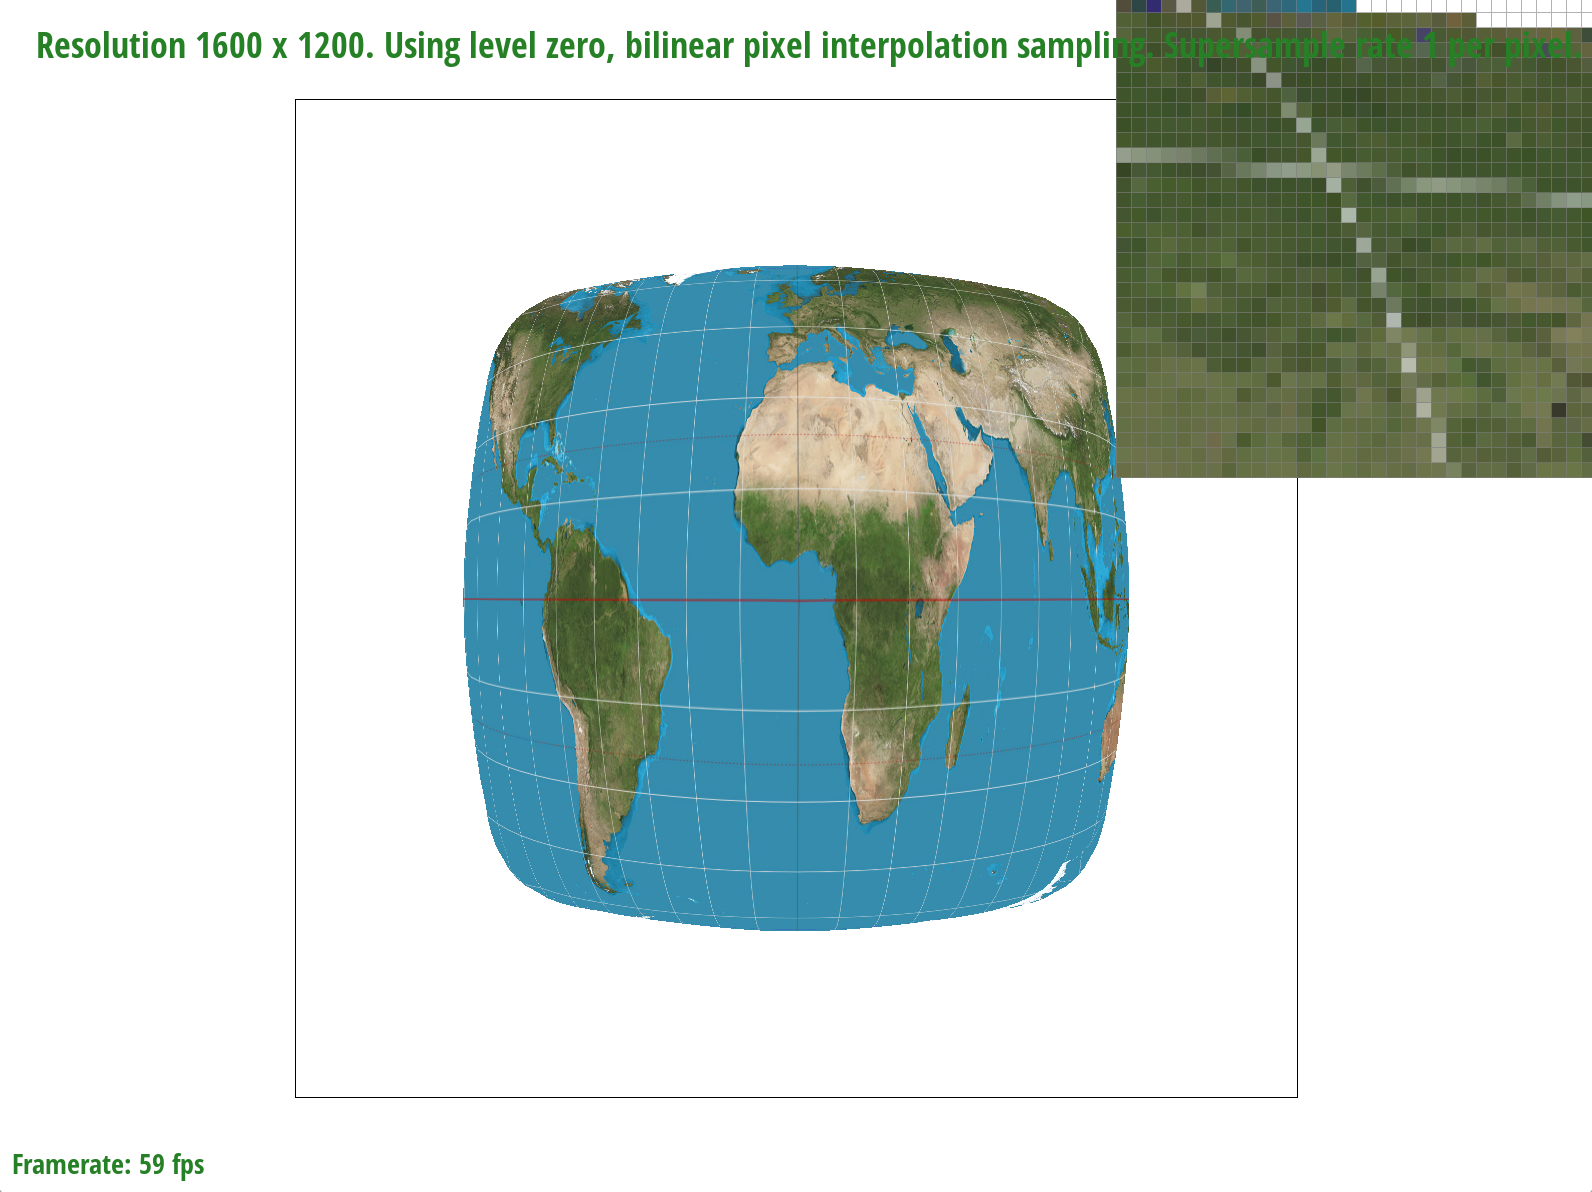 Resolution 1600 x 1200. Using level zero, bilinear pixel interpolation sampling. Supersample rate 1 per pixel.
Framerate: 59 fps